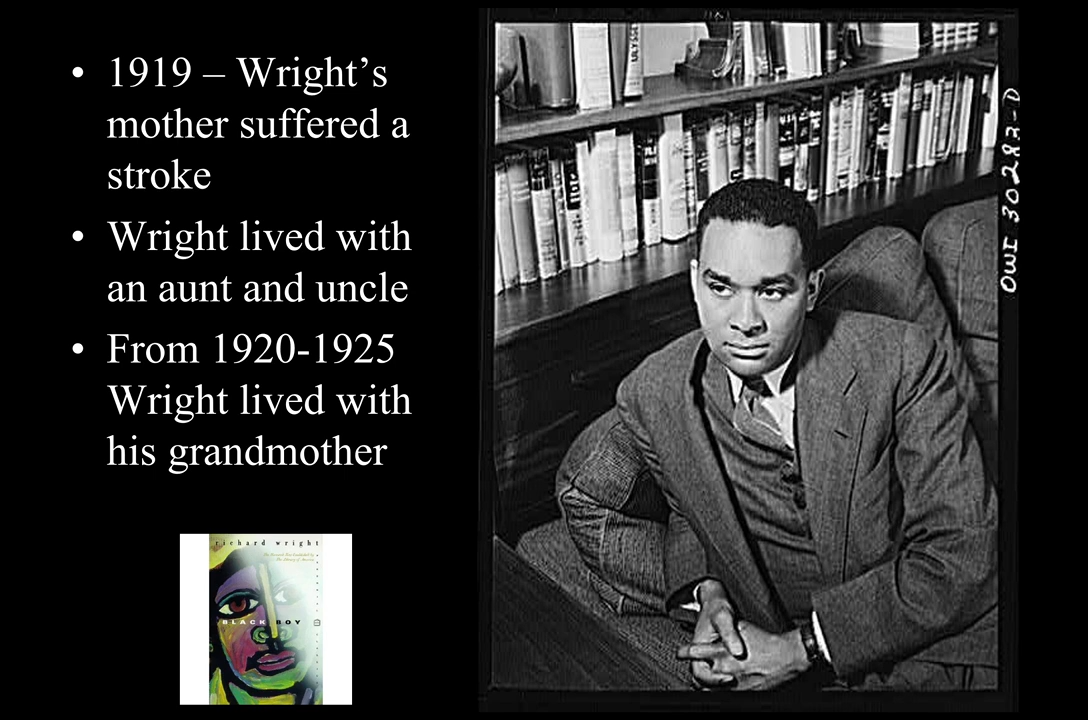 • 1919 – Wright’s
mother suffered a
stroke
• Wright lived with
an aunt and uncle
• From 1920-1925
Wright lived with
his grandmother
richard wright
BLACK BOY
ULYSSES
OWI 30282-D